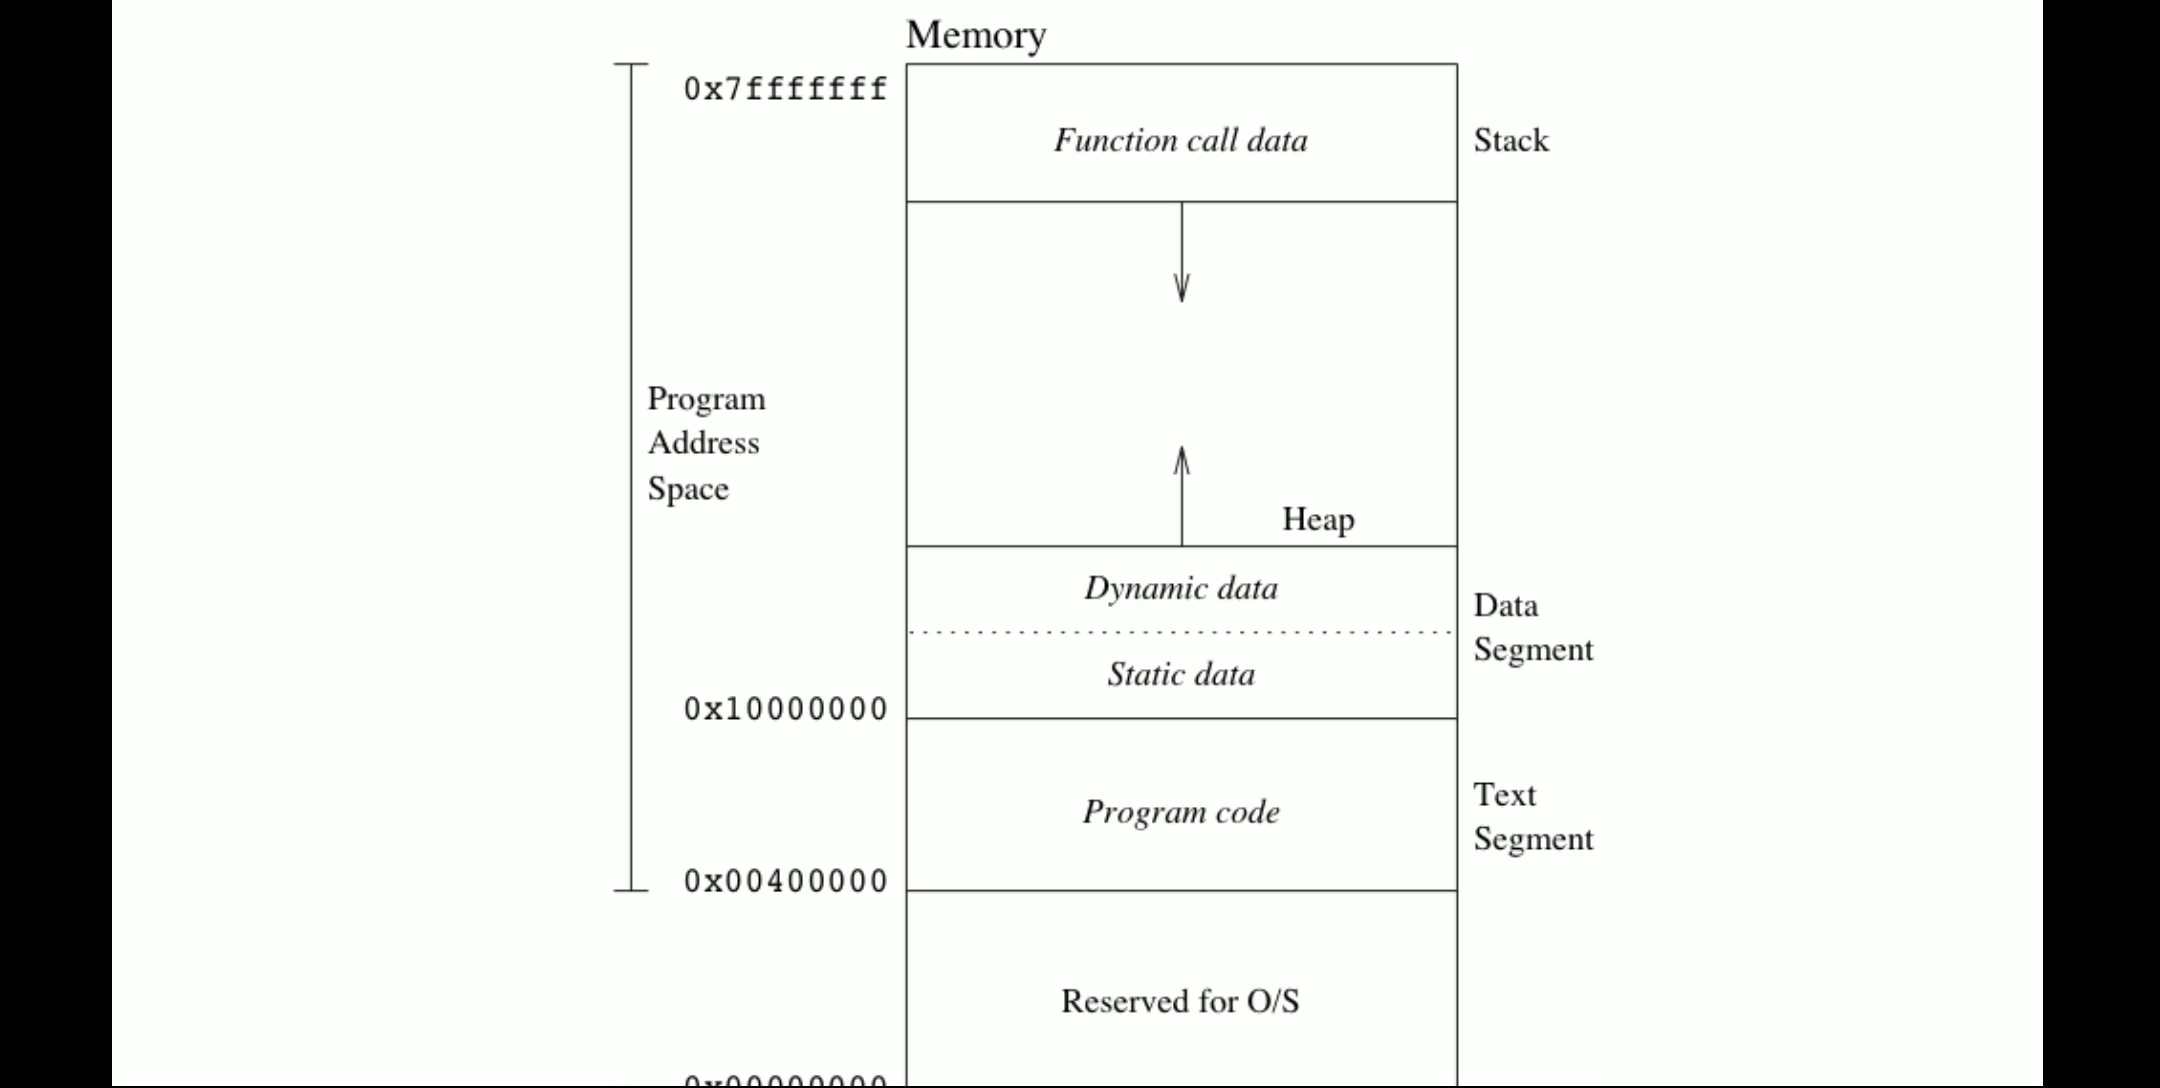 Memory
0x7fffffff
Function call data
Stack
Program
Address
Space
Heap
Dynamic data
Data
Segment
Static data
0x10000000
Program code
Text
Segment
0x00400000
Reserved for O/S
0x00000000